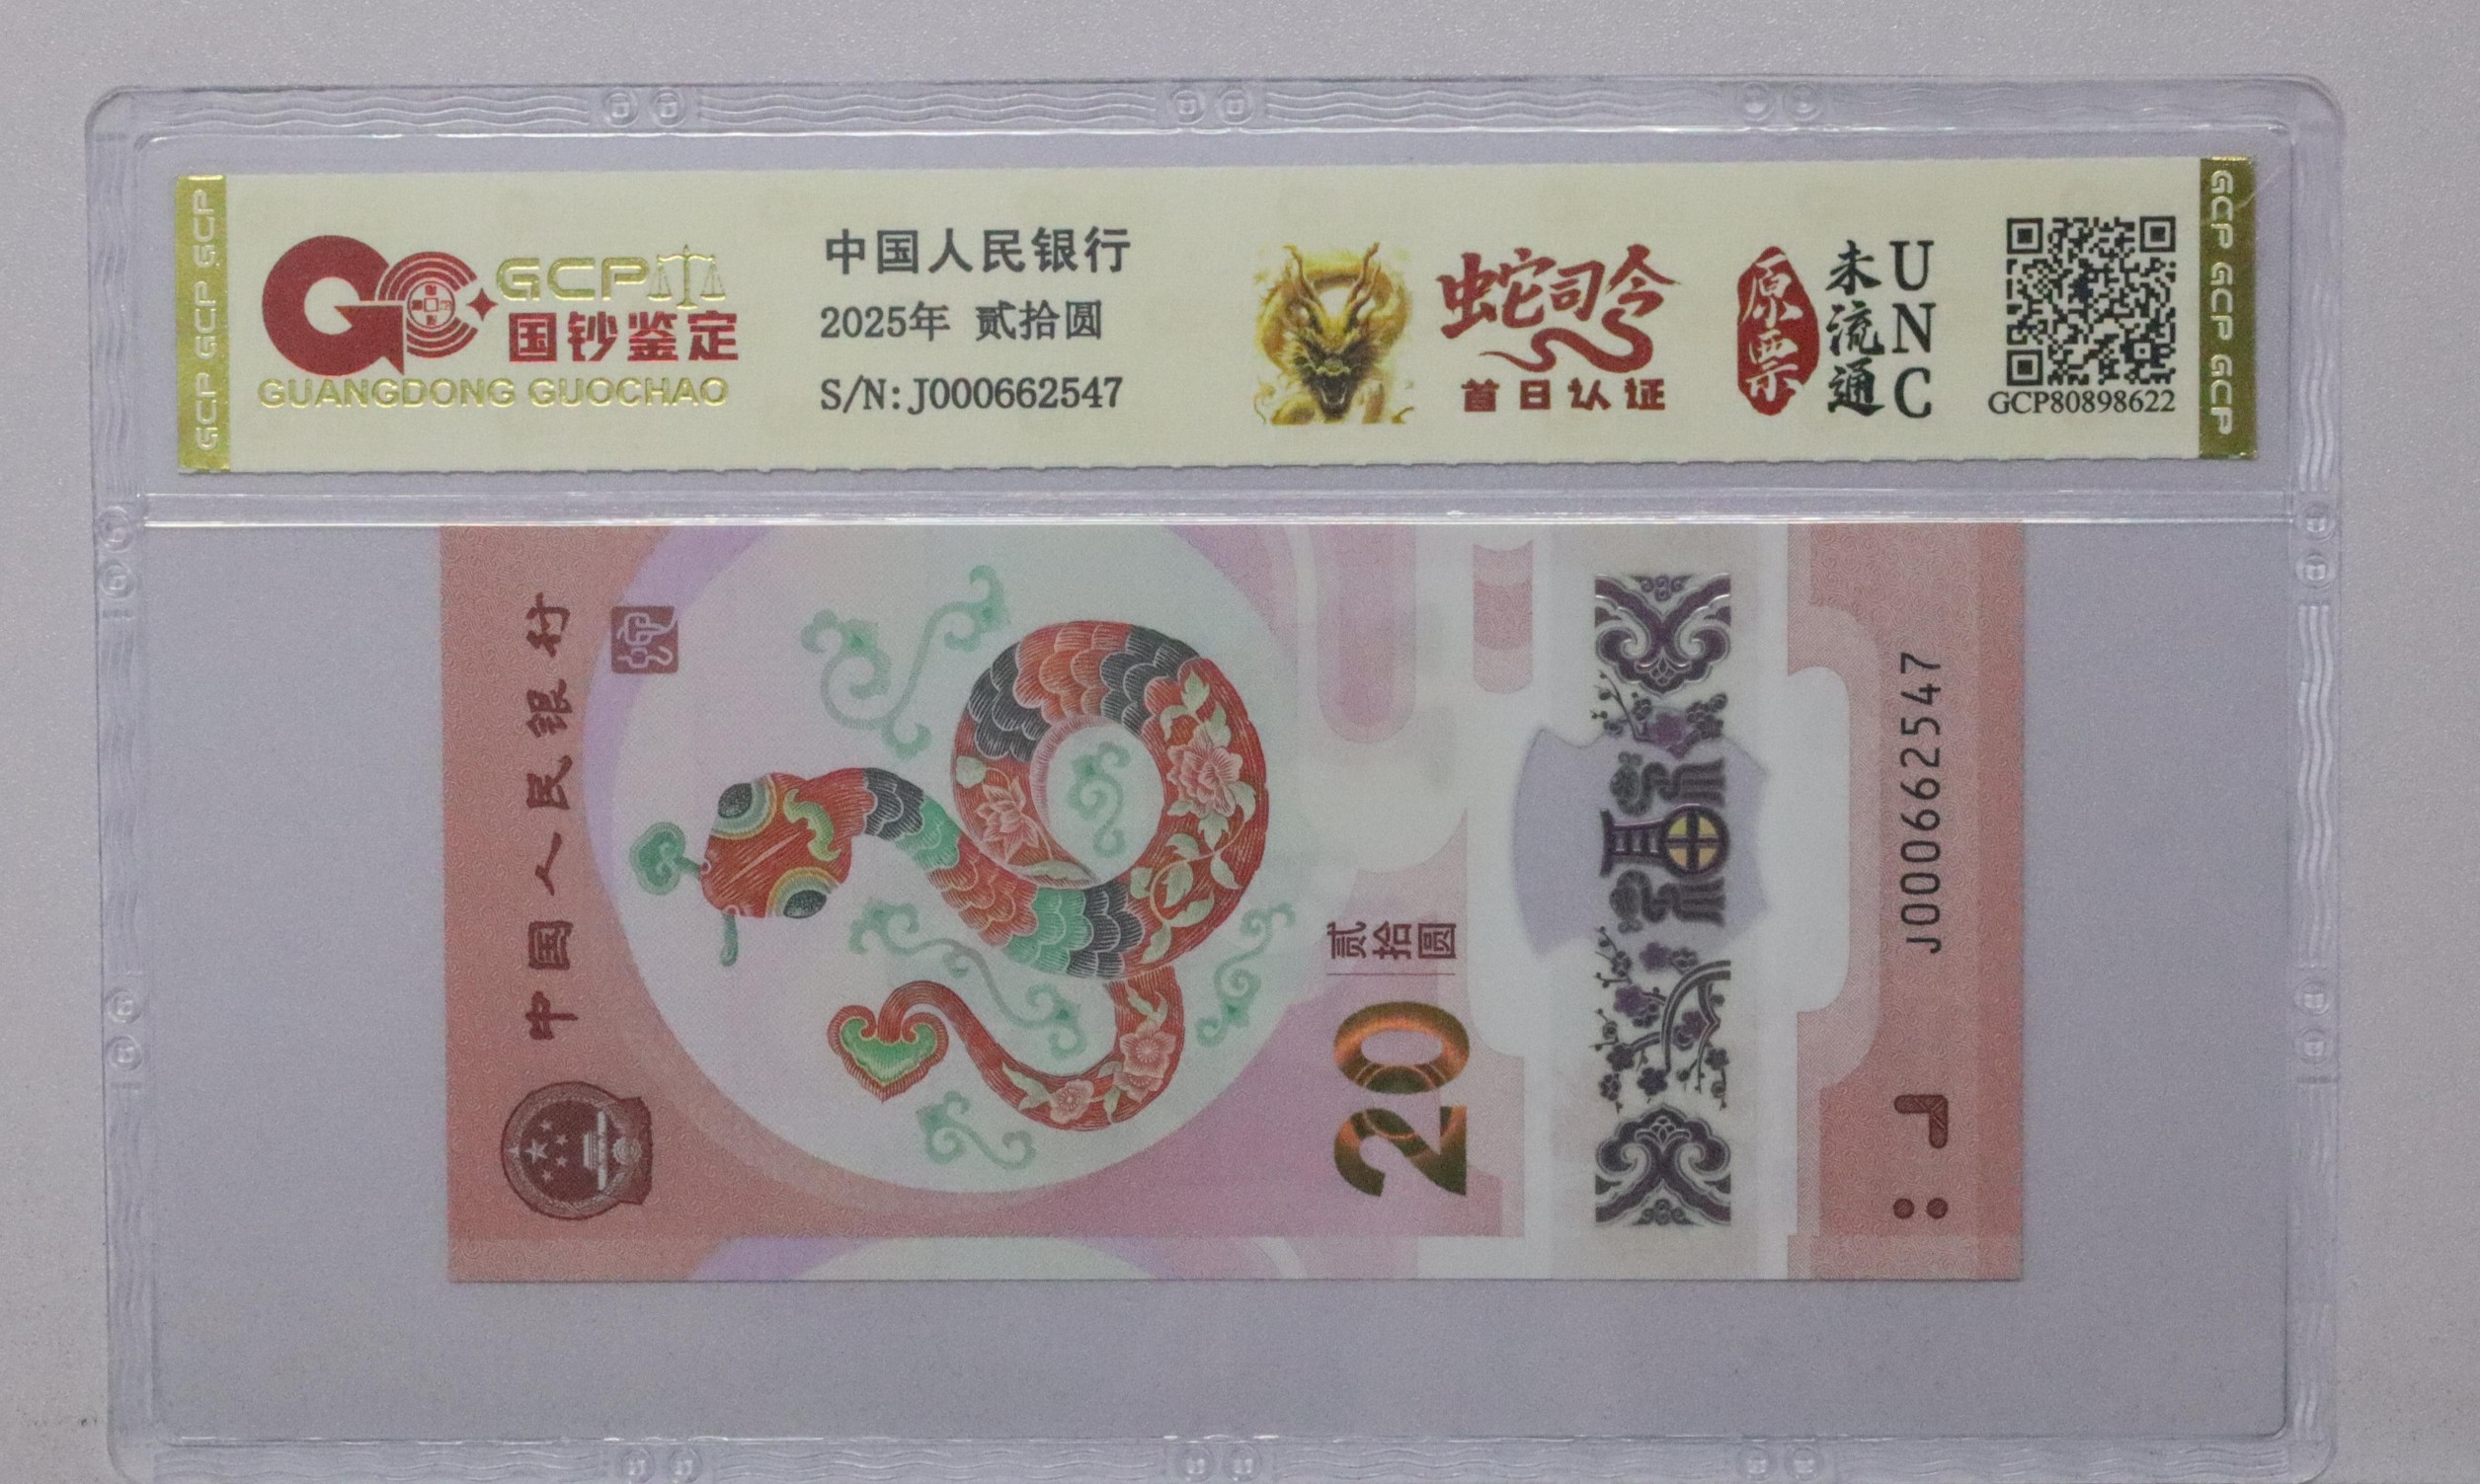 GCP GCP GCP
GCP
国钞鉴定
GUANGDONG GUOCHAO
中国人民银行
2025年 贰拾圆
S/N:J000662547
蛇司令
首日认证
原票
未流通
UNC
GCP80898622
GCP GCP GCP
中国人民银行
贰拾圆
20
福
J000662547